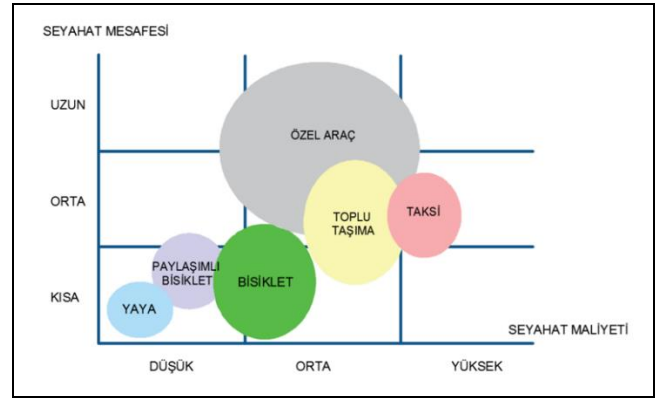 SEYAHAT MESAFESİ
UZUN
ÖZEL ARAÇ
ORTA
TOPLU
TAŞIMA
TAKSİ
PAYLAŞIMLI
BİSİKLET
BİSİKLET
KISA
YAYA
SEYAHAT MALİYETİ
DÜŞÜK
ORTA
YÜKSEK